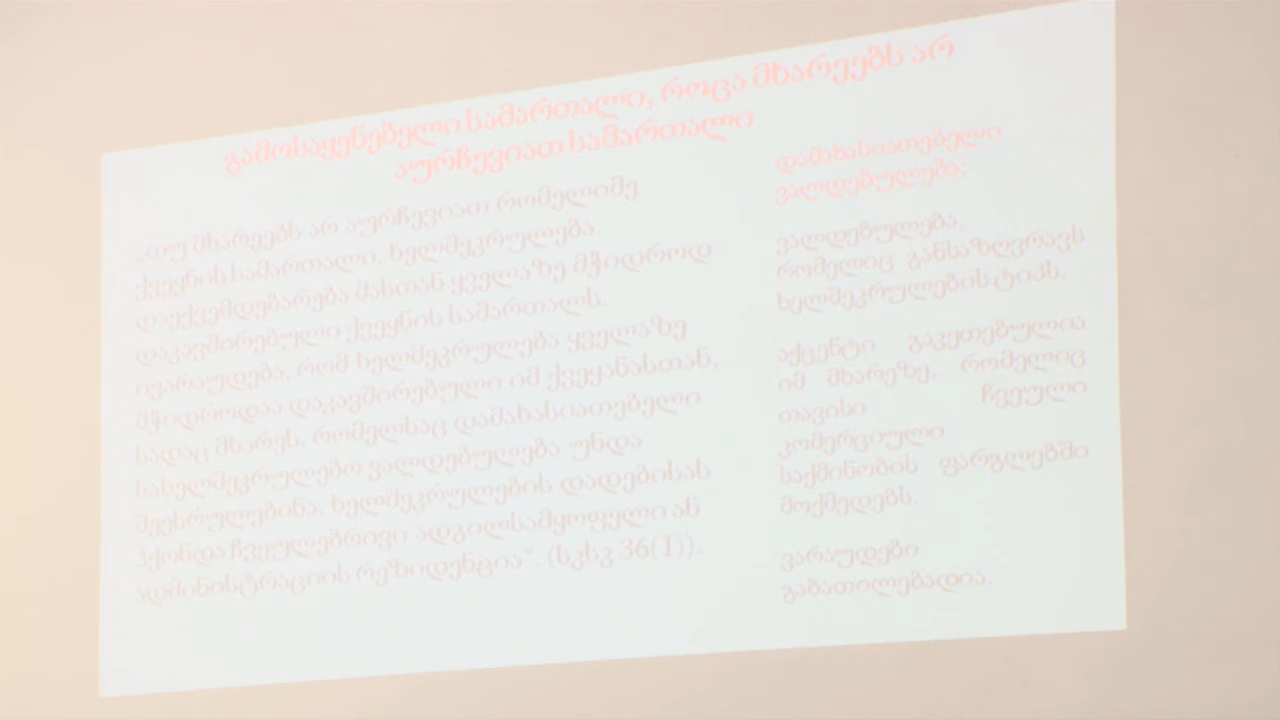 გამოსაყენებელი სამართალი, როცა მხარეებს არ
აურჩევიათ სამართალი
„თუ მხარეებს არ აურჩევიათ რომელიმე
ქვეყნის სამართალი, ხელშეკრულება
დაექვემდებარება მასთან ყველაზე მჭიდროდ
დაკავშირებული ქვეყნის სამართალს.
ივარაუდება, რომ ხელშეკრულება ყველაზე
მჭიდროდაა დაკავშირებული იმ ქვეყანასთან,
სადაც მხარეს, რომელსაც დამახასიათებელი
სახელშეკრულებო ვალდებულება უნდა
შეესრულებინა, ხელშეკრულების დადებისას
ჰქონდა ჩვეულებრივი ადგილსამყოფელი ან
ადმინისტრაციის რეზიდენცია“. (სკსკ 36(1)).
დამახასიათებელი
ვალდებულება;
ვალდებულება,
რომელიც განსაზღვრავს
ხელშეკრულების ტიპს.
აქცენტი გაკეთებულია
იმ მხარეზე, რომელიც
თავისი ჩვეული
კომერციული
საქმინობის ფარგლებში
მოქმედებს.
ვარაუდები
გაბათილებადია.